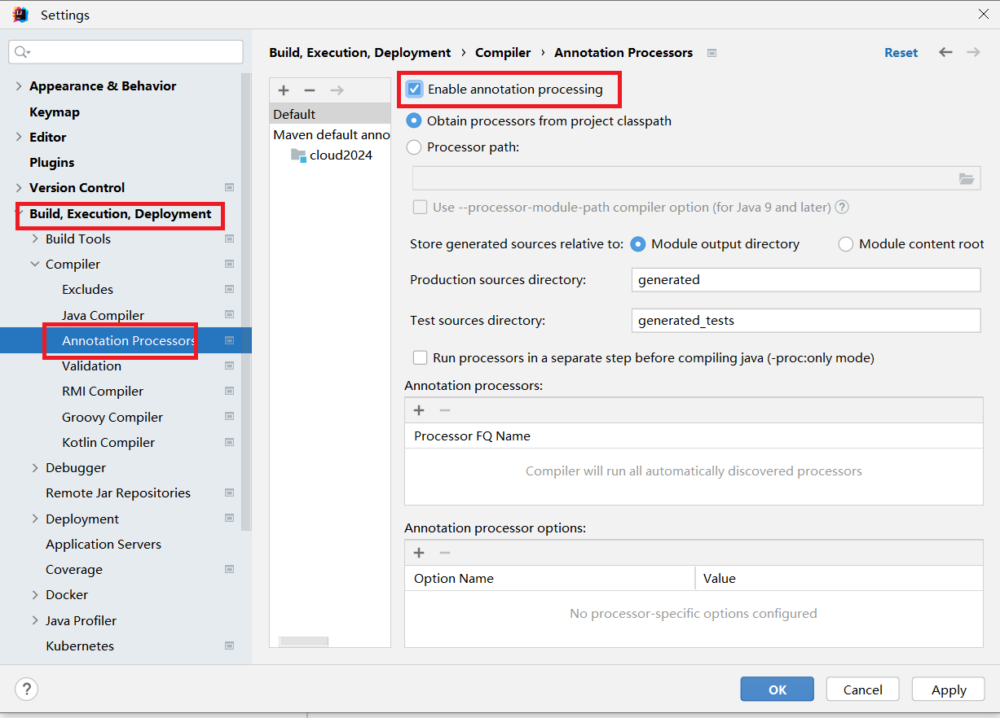 Settings
Appearance & Behavior
Keymap
Editor
Plugins
Version Control
Build, Execution, Deployment
Build Tools
Compiler
Excludes
Java Compiler
Annotation Processors
Validation
RMI Compiler
Groovy Compiler
Kotlin Compiler
Debugger
Remote Jar Repositories
Deployment
Application Servers
Coverage
Docker
Java Profiler
Kubernetes
Build, Execution, Deployment › Compiler › Annotation Processors
Reset
Default
Maven default anno
cloud2024
Enable annotation processing
Obtain processors from project classpath
Processor path:
Use --processor-module-path compiler option (for Java 9 and later) ?
Store generated sources relative to: Module output directory Module content root
Production sources directory: generated
Test sources directory: generated_tests
Run processors in a separate step before compiling java (-proc:only mode)
Annotation processors:
Processor FQ Name
Compiler will run all automatically discovered processors
Annotation processor options:
Option Name Value
No processor-specific options configured
? OK Cancel Apply